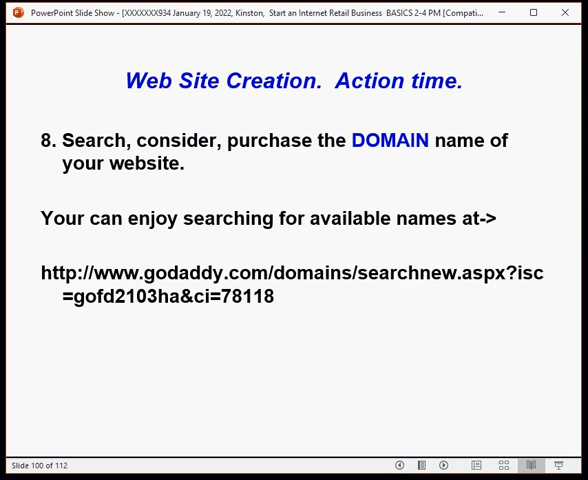 PowerPoint Slide Show - [XXXXXXX934 January 19, 2022, Kinston, Start an Internet Retail Business BASICS 2-4 PM [Compati...
Web Site Creation. Action time.
8. Search, consider, purchase the DOMAIN name of
your website.
Your can enjoy searching for available names at->
http://www.godaddy.com/domains/searchnew.aspx?isc
=gofd2103ha&ci=78118
Slide 100 of 112